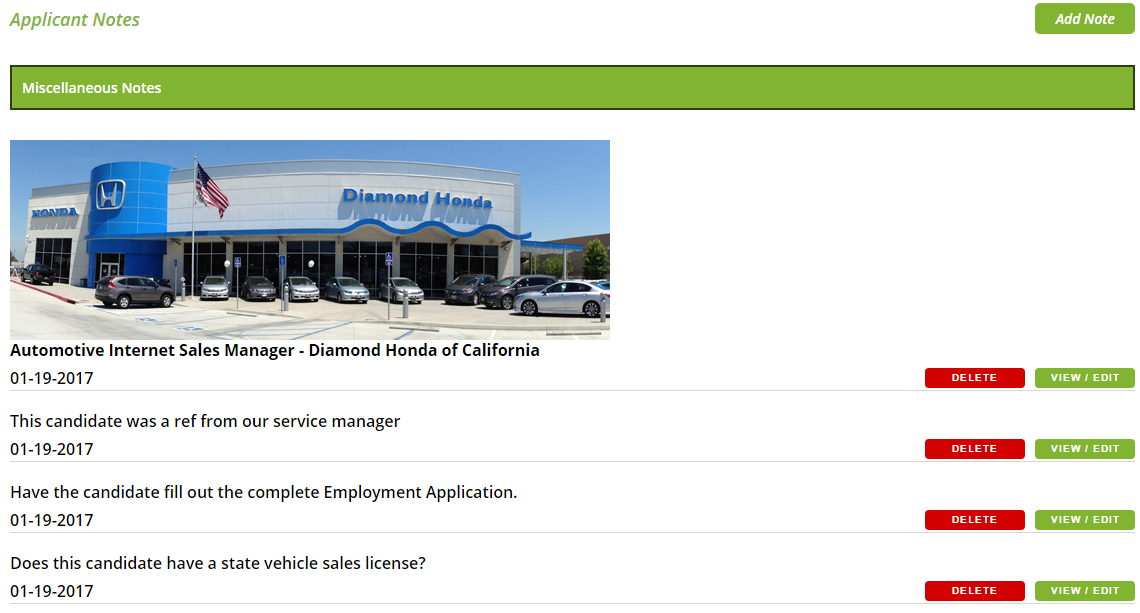 Applicant Notes
Add Note
Miscellaneous Notes
HONDA
Diamond Honda
Automotive Internet Sales Manager - Diamond Honda of California
01-19-2017
DELETE
VIEW / EDIT
This candidate was a ref from our service manager
01-19-2017
DELETE
VIEW / EDIT
Have the candidate fill out the complete Employment Application.
01-19-2017
DELETE
VIEW / EDIT
Does this candidate have a state vehicle sales license?
01-19-2017
DELETE
VIEW / EDIT